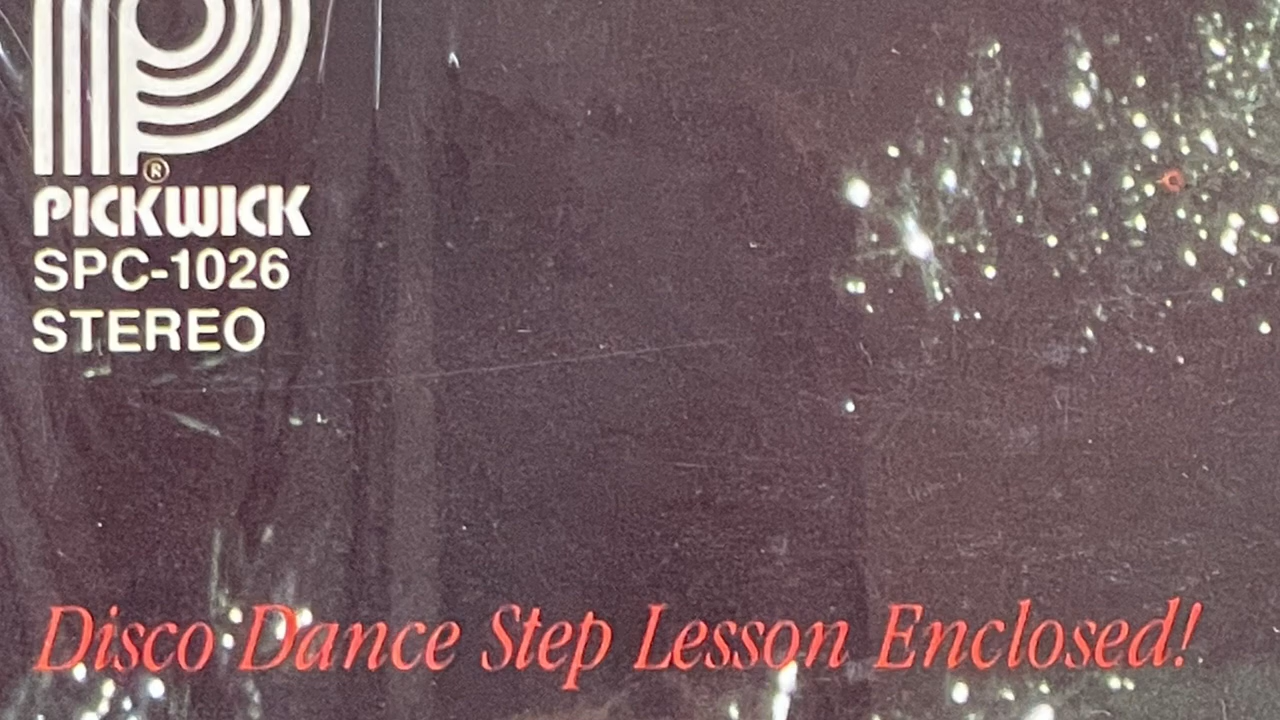 P
®
PICKWICK
SPC-1026
STEREO
Disco Dance Step Lesson Enclosed!